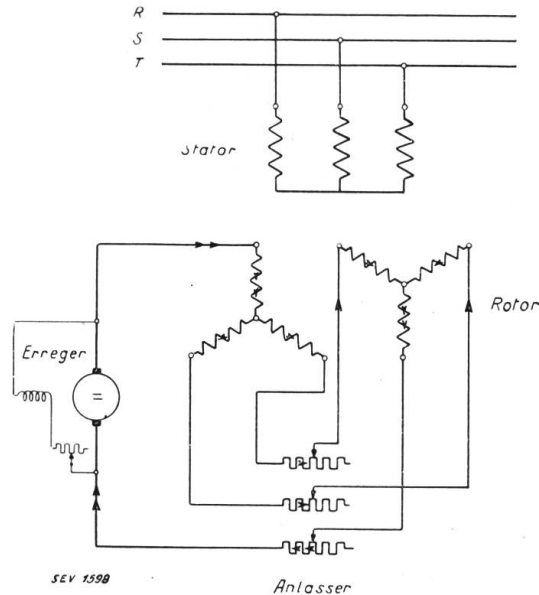 R
S
T
Stator
Rotor
Erreger
=
SEV 1598
Anlasser